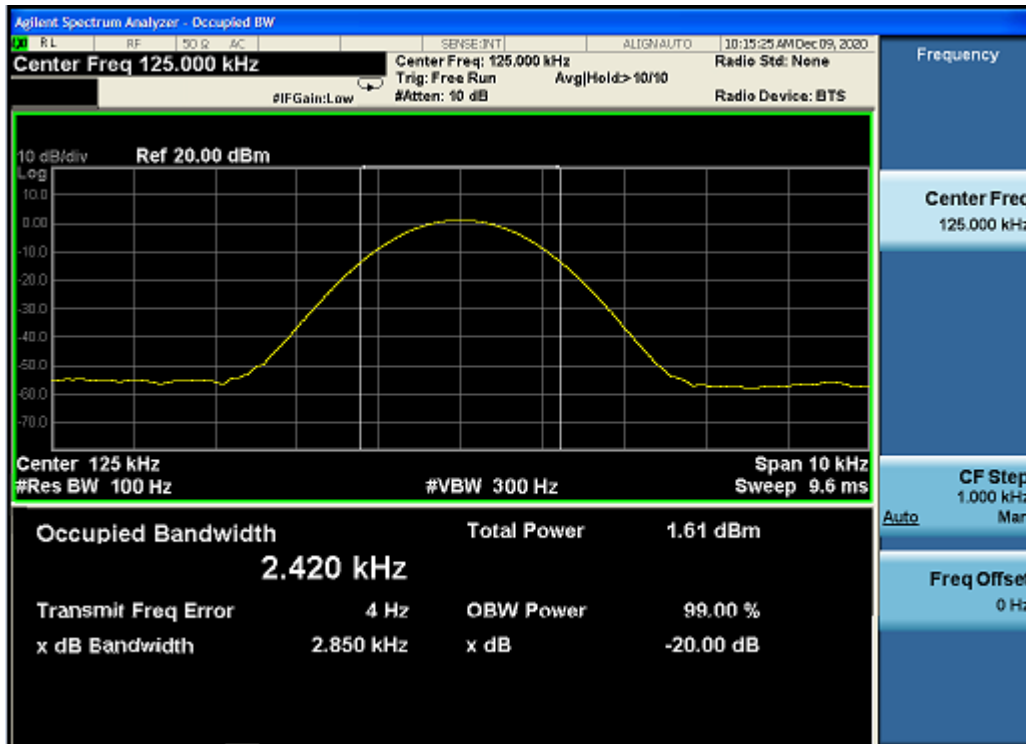 Agilent Spectrum Analyzer - Occupied BW
RL RF 50 Ω AC SENSE:INT ALIGN AUTO 10:15:25 AM Dec 09, 2020
Center Freq 125.000 kHz
Center Freq: 125.000 kHz
Radio Std: None
Trig: Free Run Avg|Hold:>10/10
#IFGain:Low #Atten: 10 dB Radio Device: BTS
10 dB/div Ref 20.00 dBm
Log
10.0
0.00
-10.0
-20.0
-30.0
-40.0
-50.0
-60.0
-70.0
Center 125 kHz Span 10 kHz
#Res BW 100 Hz #VBW 300 Hz Sweep 9.6 ms
Occupied Bandwidth Total Power 1.61 dBm
2.420 kHz
Transmit Freq Error 4 Hz OBW Power 99.00 %
x dB Bandwidth 2.850 kHz x dB -20.00 dB
Frequency
Center Freq
125.000 kHz
CF Step
1.000 kHz
Auto Man
Freq Offset
0 Hz